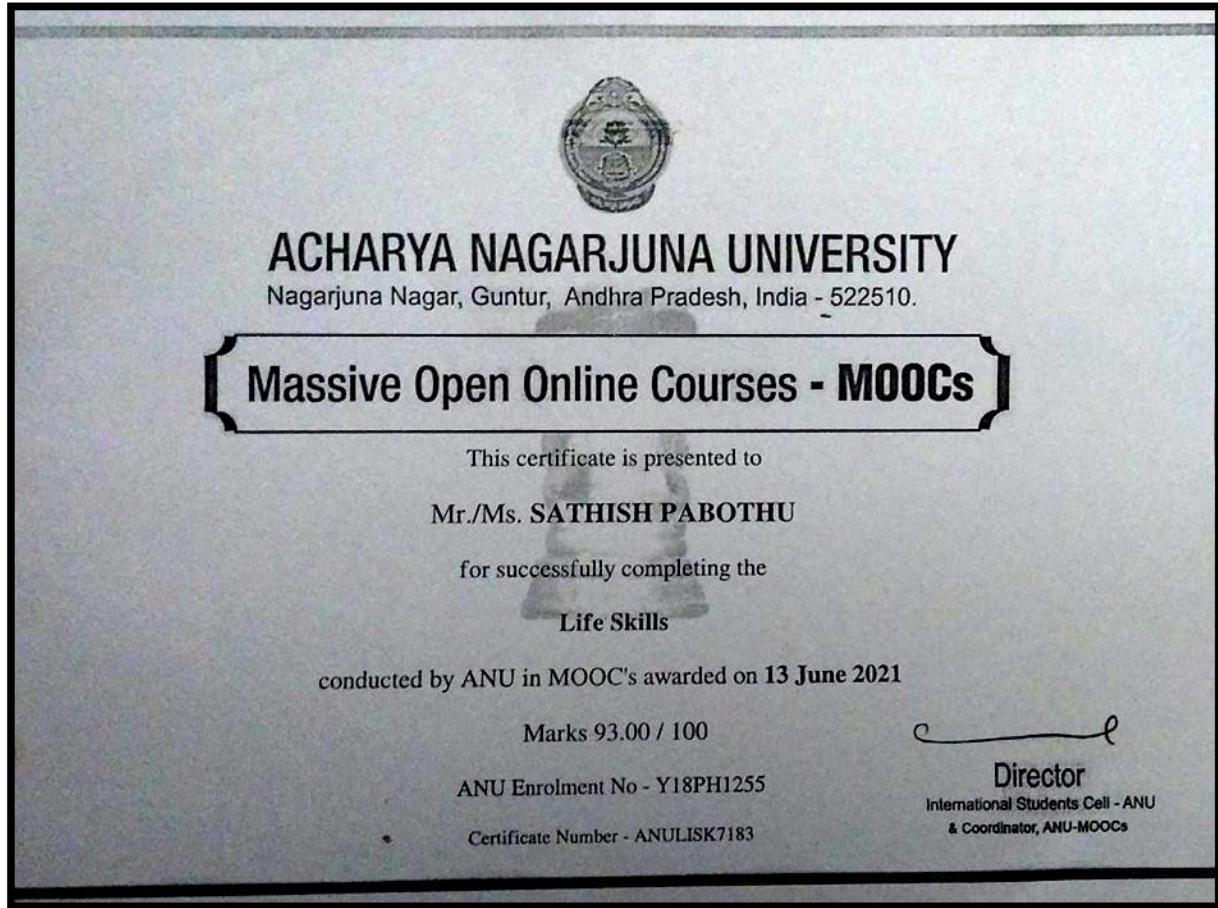 ACHARYA NAGARJUNA UNIVERSITY
Nagarjuna Nagar, Guntur, Andhra Pradesh, India - 522510.
Massive Open Online Courses - MOOCs
This certificate is presented to
Mr./Ms. SATHISH PABOTHU
for successfully completing the
Life Skills
conducted by ANU in MOOC's awarded on 13 June 2021
Marks 93.00 / 100
ANU Enrolment No - Y18PH1255
Certificate Number - ANULISK7183
Director
International Students Cell - ANU
& Coordinator, ANU-MOOCs